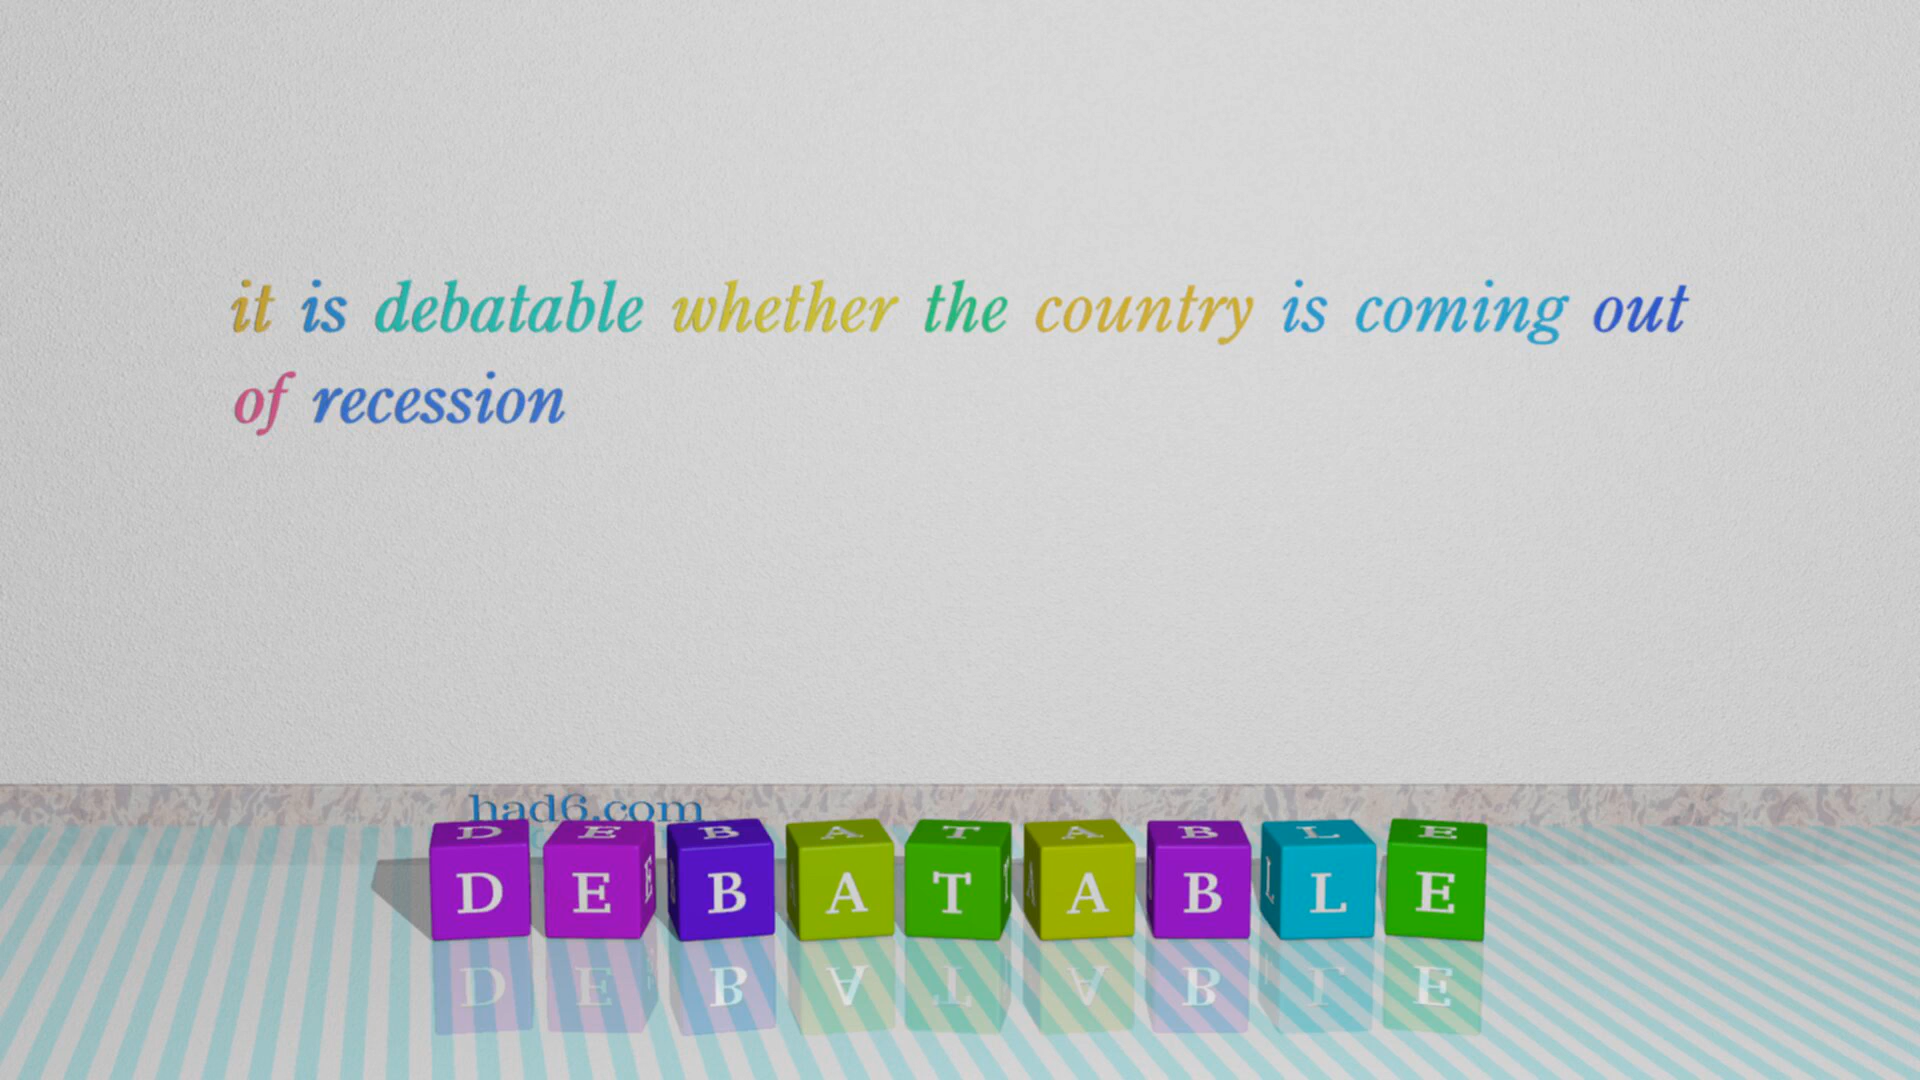 it is debatable whether the country is coming out
of recession
had6.com
DEBATABLE